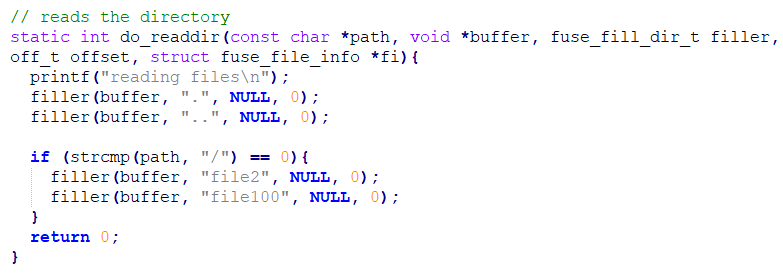 // reads the directory
static int do_readdir(const char *path, void *buffer, fuse_fill_dir_t filler,
off_t offset, struct fuse_file_info *fi){
  printf("reading files\n");
  filler(buffer, ".", NULL, 0);
  filler(buffer, "..", NULL, 0);

  if (strcmp(path, "/") == 0){
    filler(buffer, "file2", NULL, 0);
    filler(buffer, "file100", NULL, 0);
  }
  return 0;
}